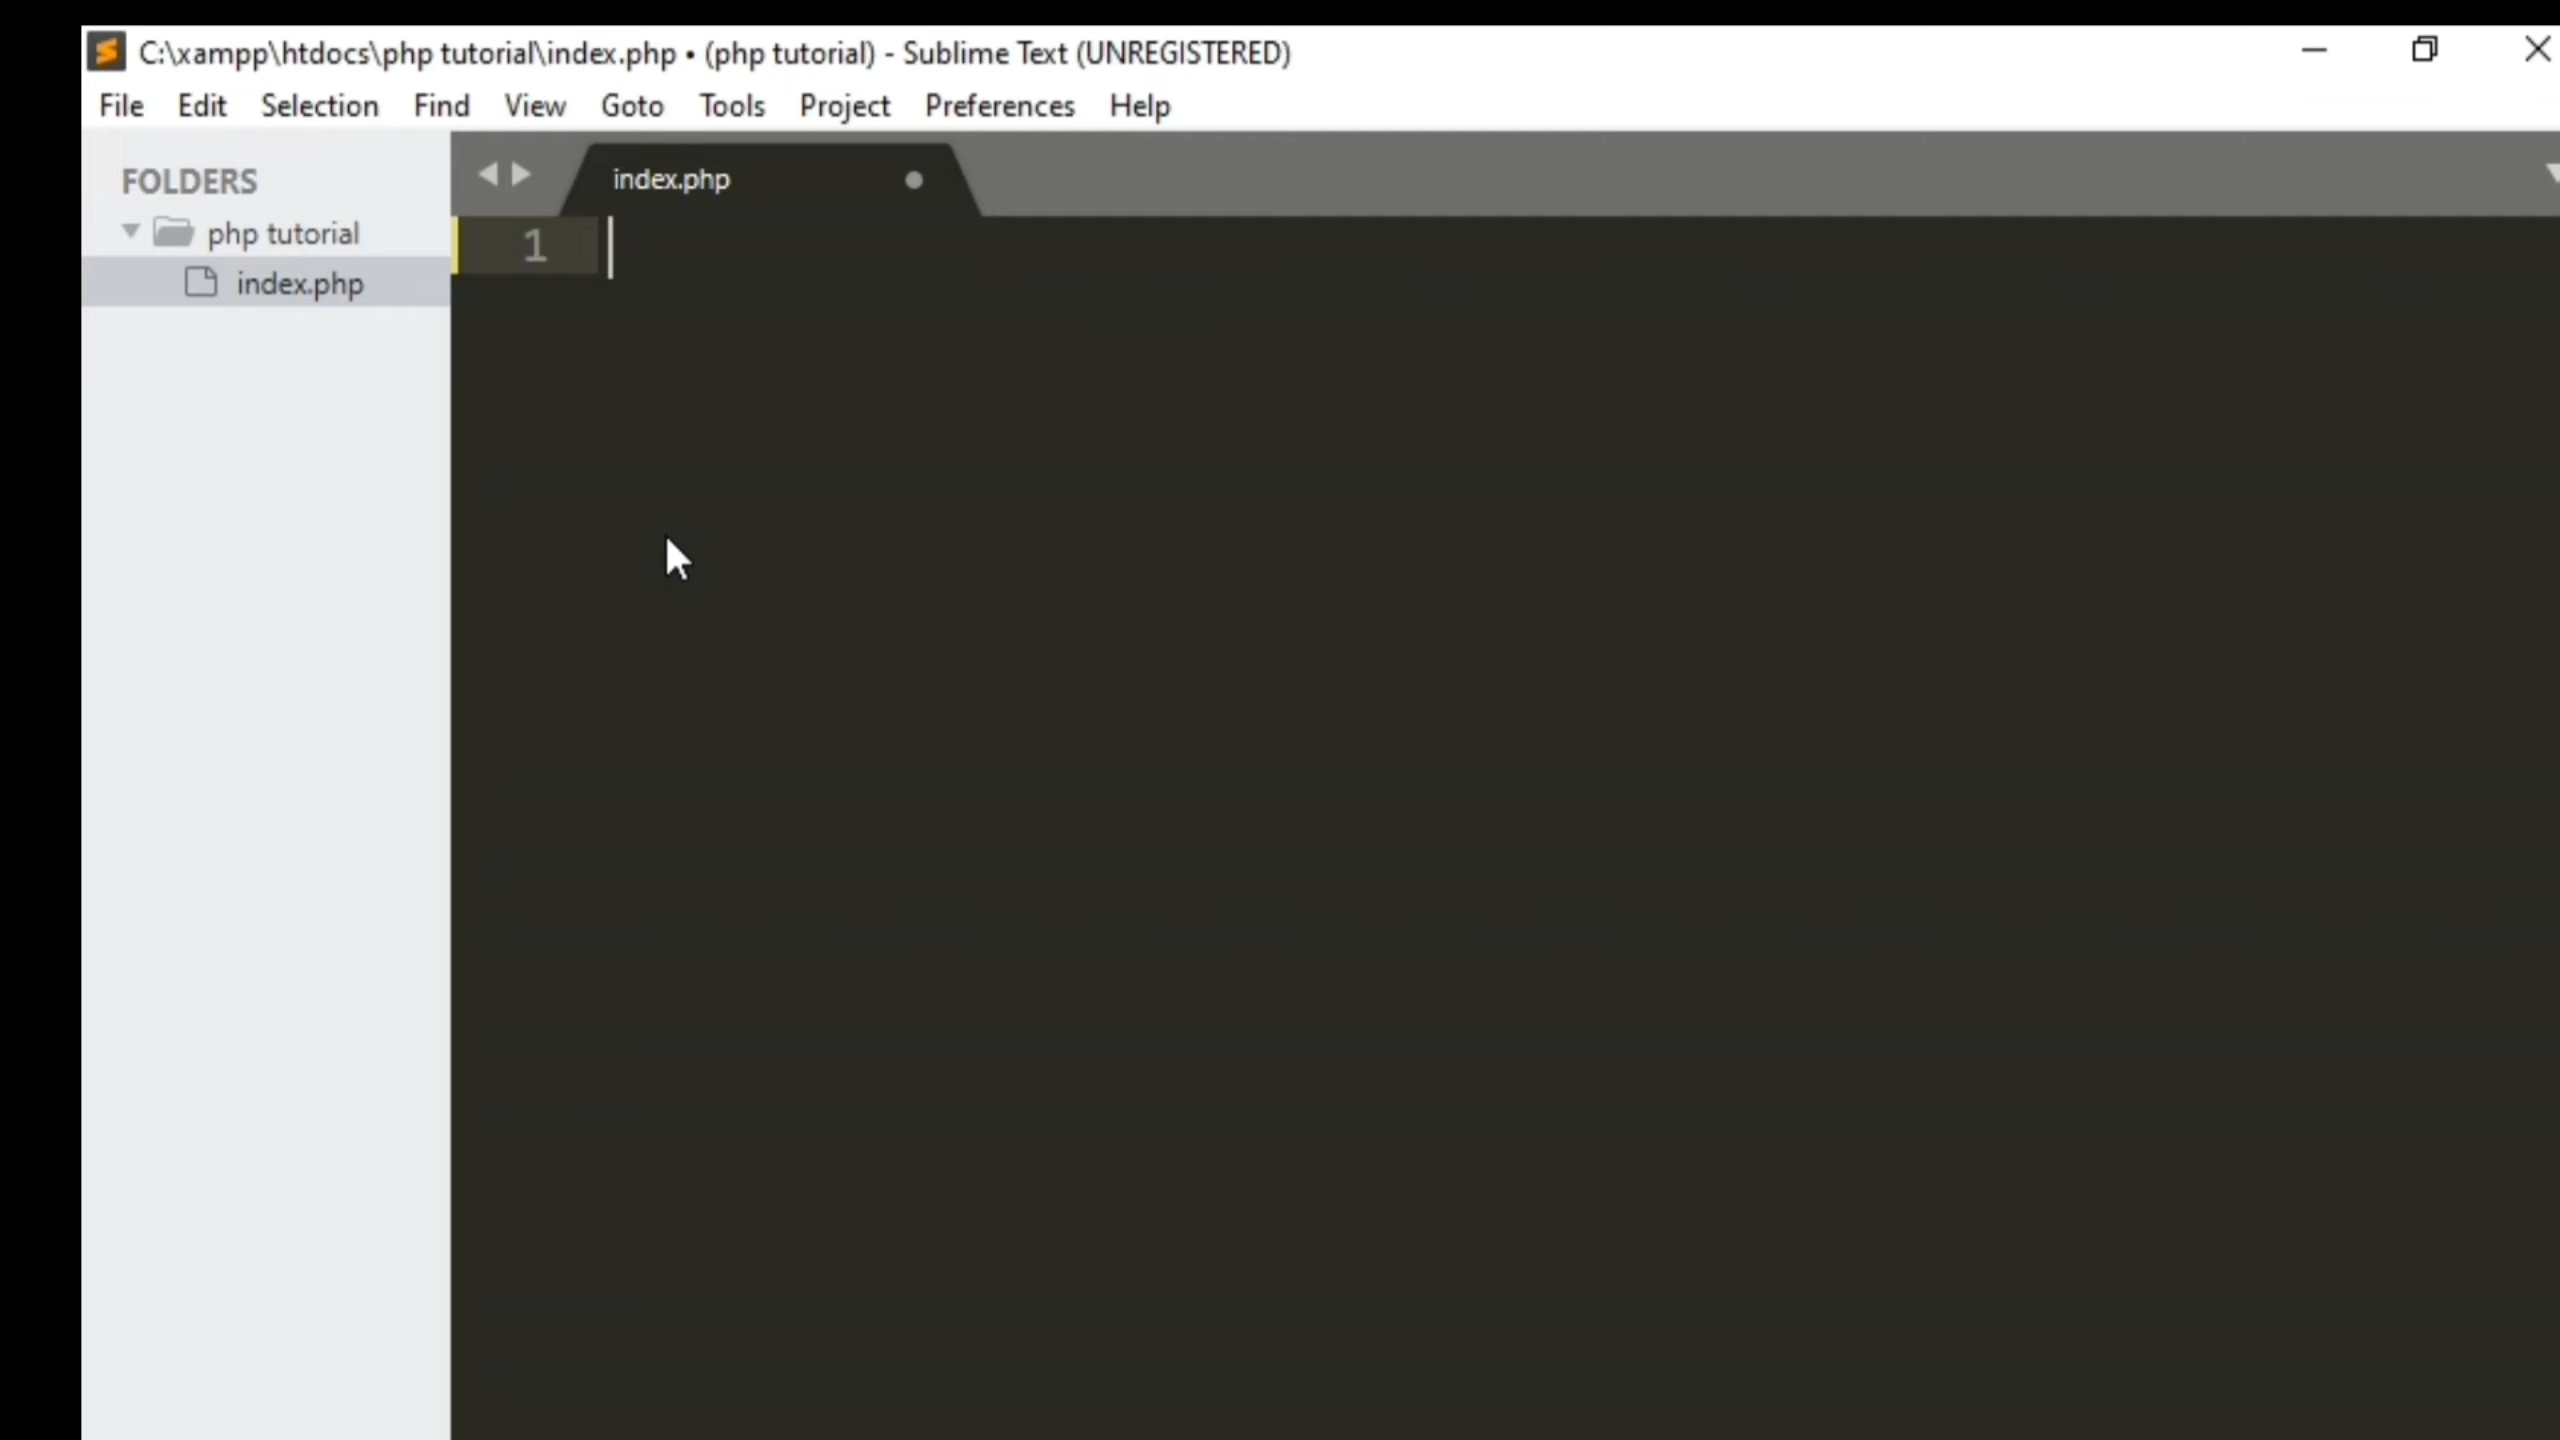 C:\xampp\htdocs\php tutorial\index.php • (php tutorial) - Sublime Text (UNREGISTERED)
File Edit Selection Find View Goto Tools Project Preferences Help
FOLDERS
php tutorial
index.php
index.php
1